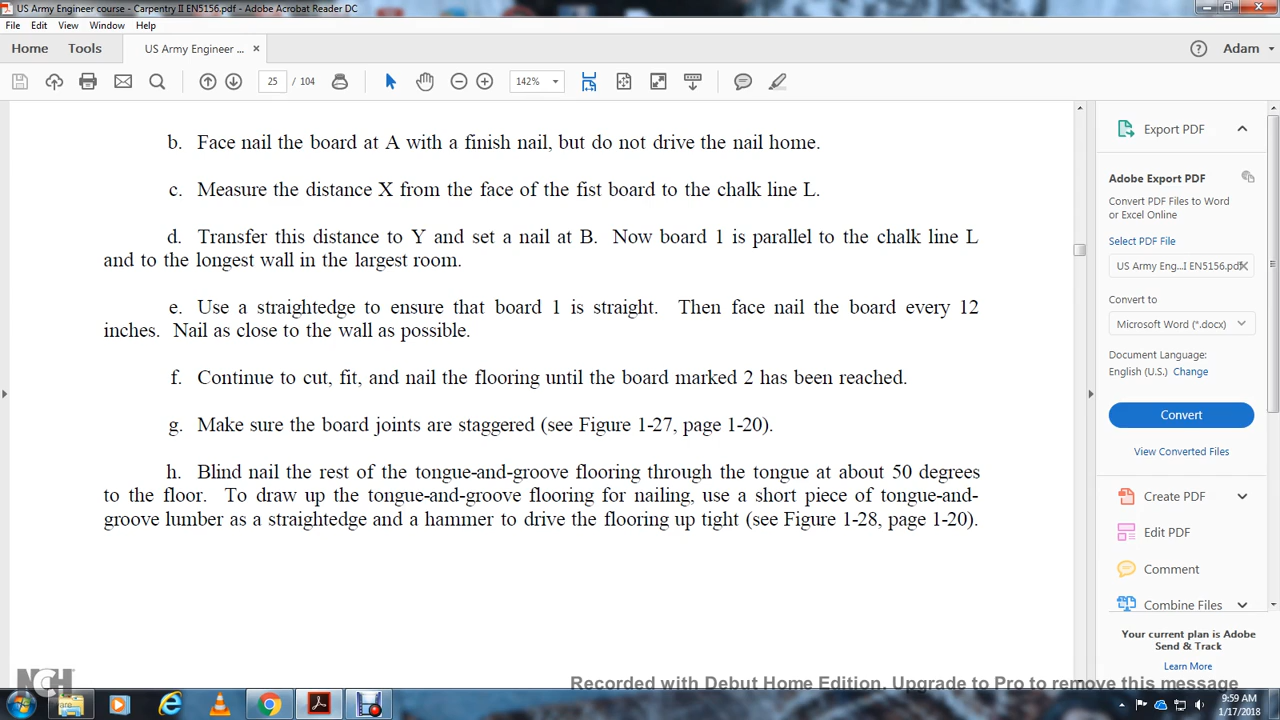 US Army Engineer course - Carpentry II EN5156.pdf - Adobe Acrobat Reader DC
File Edit View Window Help
Home Tools US Army Engineer ... Adam
25 / 104 142%
b. Face nail the board at A with a finish nail, but do not drive the nail home.
c. Measure the distance X from the face of the fist board to the chalk line L.
d. Transfer this distance to Y and set a nail at B. Now board 1 is parallel to the chalk line L
and to the longest wall in the largest room.
e. Use a straightedge to ensure that board 1 is straight. Then face nail the board every 12
inches. Nail as close to the wall as possible.
f. Continue to cut, fit, and nail the flooring until the board marked 2 has been reached.
g. Make sure the board joints are staggered (see Figure 1-27, page 1-20).
h. Blind nail the rest of the tongue-and-groove flooring through the tongue at about 50 degrees
to the floor. To draw up the tongue-and-groove flooring for nailing, use a short piece of tongue-and-
groove lumber as a straightedge and a hammer to drive the flooring up tight (see Figure 1-28, page 1-20).
Export PDF
Adobe Export PDF
Convert PDF Files to Word
or Excel Online
Select PDF File
US Army Eng...I EN5156.pdf
Convert to
Microsoft Word (*.docx)
Document Language:
English (U.S.) Change
Convert
View Converted Files
Create PDF
Edit PDF
Comment
Combine Files
Your current plan is Adobe
Send & Track
Learn More
NCH
Recorded with Debut Home Edition. Upgrade to Pro to remove this message
9:59 AM
1/17/2018